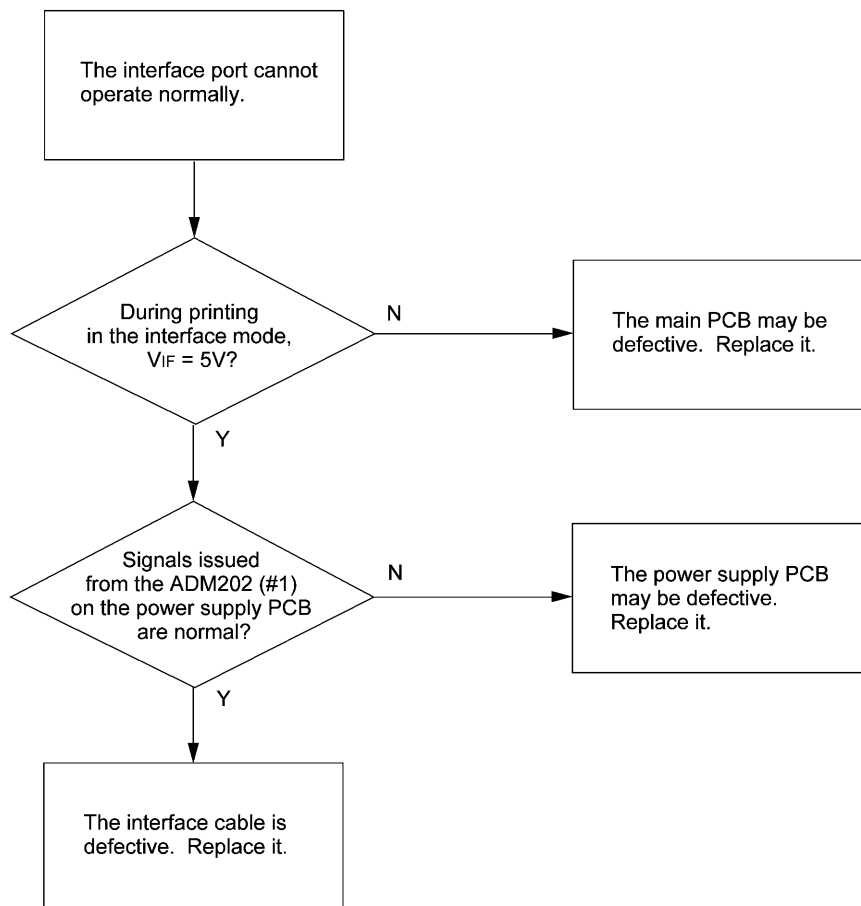 The interface port cannot
operate normally.
During printing
in the interface mode,
VIF = 5V?
N
The main PCB may be
defective.  Replace it.
Y
Signals issued
from the ADM202 (#1)
on the power supply PCB
are normal?
N
The power supply PCB
may be defective.
Replace it.
Y
The interface cable is
defective.  Replace it.